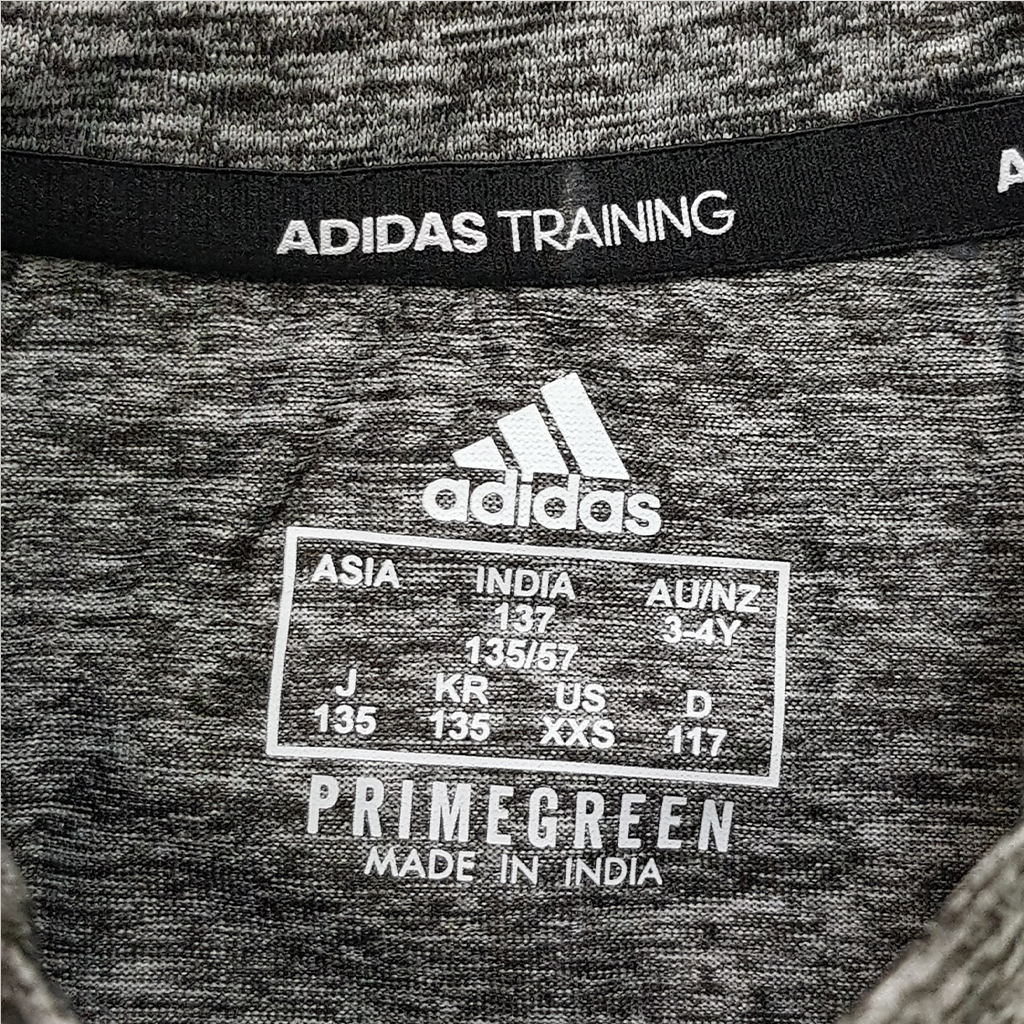 ADIDAS TRAINING
adidas
ASIA INDIA AU/NZ
137 3-4Y
135/57
J KR US D
135 135 XXS 117
PRIMEGREEN
MADE IN INDIA